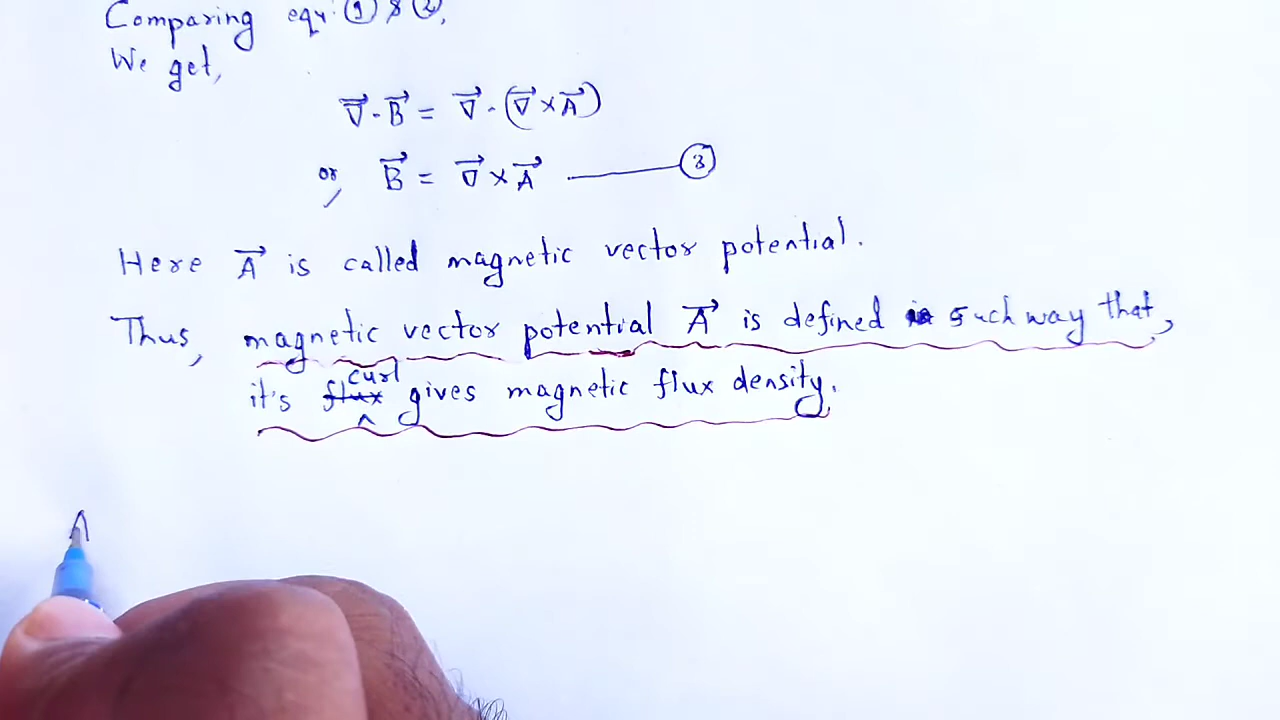 Comparing eqn: ① & ②,
We get,
∇⃗·B⃗ = ∇⃗·(∇⃗×A⃗)
or, B⃗ = ∇⃗×A⃗ —— ③
Here A⃗ is called magnetic vector potential.
Thus, magnetic vector potential A⃗ is defined such way that,
it's curl gives magnetic flux density.
A